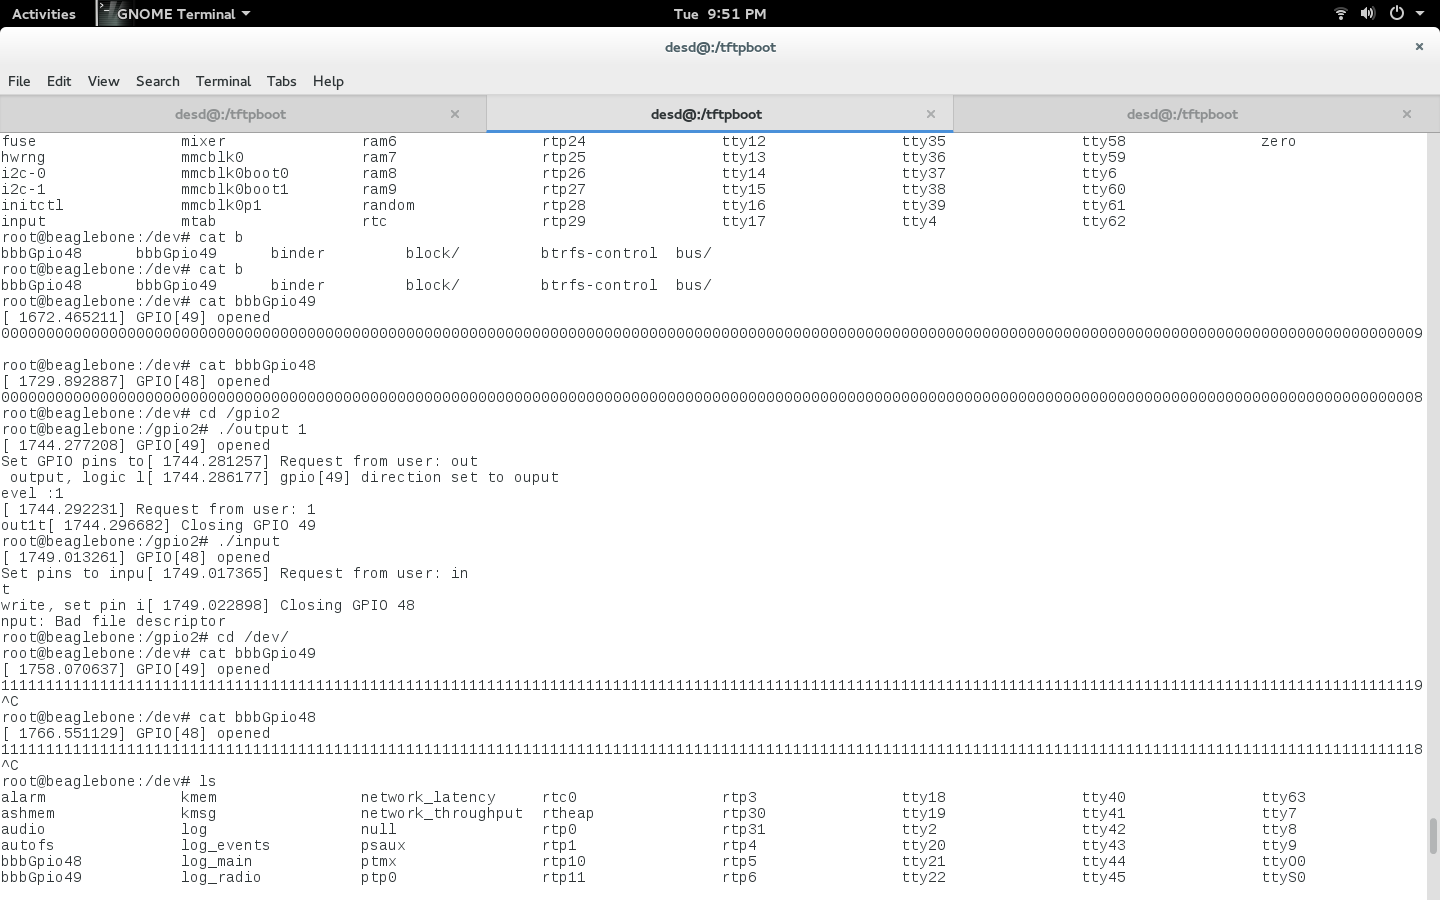 Activities GNOME Terminal Tue 9:51 PM
desd@:/tftpboot ×
File Edit View Search Terminal Tabs Help
desd@:/tftpboot × desd@:/tftpboot × desd@:/tftpboot ×
fuse mixer ram6 rtp24 tty12 tty35 tty58 zero
hwrng mmcblk0 ram7 rtp25 tty13 tty36 tty59
i2c-0 mmcblk0boot0 ram8 rtp26 tty14 tty37 tty6
i2c-1 mmcblk0boot1 ram9 rtp27 tty15 tty38 tty60
initctl mmcblk0p1 random rtp28 tty16 tty39 tty61
input mtab rtc rtp29 tty17 tty4 tty62
root@beaglebone:/dev# cat b
bbbGpio48 bbbGpio49 binder block/ btrfs-control bus/
root@beaglebone:/dev# cat b
bbbGpio48 bbbGpio49 binder block/ btrfs-control bus/
root@beaglebone:/dev# cat bbbGpio49
[ 1672.465211] GPIO[49] opened
00000000000000000000000000000000000000000000000000000000000000000000000000000000000000000000000000000000000000000000000000000000000000000000000000000000000009
root@beaglebone:/dev# cat bbbGpio48
[ 1729.892887] GPIO[48] opened
00000000000000000000000000000000000000000000000000000000000000000000000000000000000000000000000000000000000000000000000000000000000000000000000000000000000008
root@beaglebone:/dev# cd /gpio2
root@beaglebone:/gpio2# ./output 1
[ 1744.277208] GPIO[49] opened
Set GPIO pins to[ 1744.281257] Request from user: out
output, logic l[ 1744.286177] gpio[49] direction set to ouput
evel :1
[ 1744.292231] Request from user: 1
out1t[ 1744.296682] Closing GPIO 49
root@beaglebone:/gpio2# ./input
[ 1749.013261] GPIO[48] opened
Set pins to inpu[ 1749.017365] Request from user: in
t
write, set pin i[ 1749.022898] Closing GPIO 48
nput: Bad file descriptor
root@beaglebone:/gpio2# cd /dev/
root@beaglebone:/dev# cat bbbGpio49
[ 1758.070637] GPIO[49] opened
11111111111111111111111111111111111111111111111111111111111111111111111111111111111111111111111111111111111111111111111111111111111111111111111111111111111119
^C
root@beaglebone:/dev# cat bbbGpio48
[ 1766.551129] GPIO[48] opened
11111111111111111111111111111111111111111111111111111111111111111111111111111111111111111111111111111111111111111111111111111111111111111111111111111111111118
^C
root@beaglebone:/dev# ls
alarm kmem network_latency rtc0 rtp3 tty18 tty40 tty63
ashmem kmsg network_throughput rtheap rtp30 tty19 tty41 tty7
audio log null rtp0 rtp31 tty2 tty42 tty8
autofs log_events psaux rtp1 rtp4 tty20 tty43 tty9
bbbGpio48 log_main ptmx rtp10 rtp5 tty21 tty44 ttyO0
bbbGpio49 log_radio ptp0 rtp11 rtp6 tty22 tty45 ttyS0